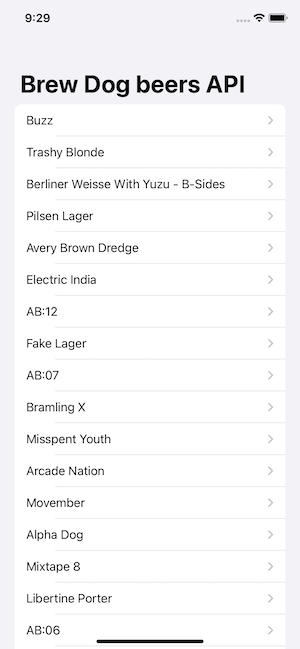 9:29
Brew Dog beers API
Buzz
Trashy Blonde
Berliner Weisse With Yuzu - B-Sides
Pilsen Lager
Avery Brown Dredge
Electric India
AB:12
Fake Lager
AB:07
Bramling X
Misspent Youth
Arcade Nation
Movember
Alpha Dog
Mixtape 8
Libertine Porter
AB:06